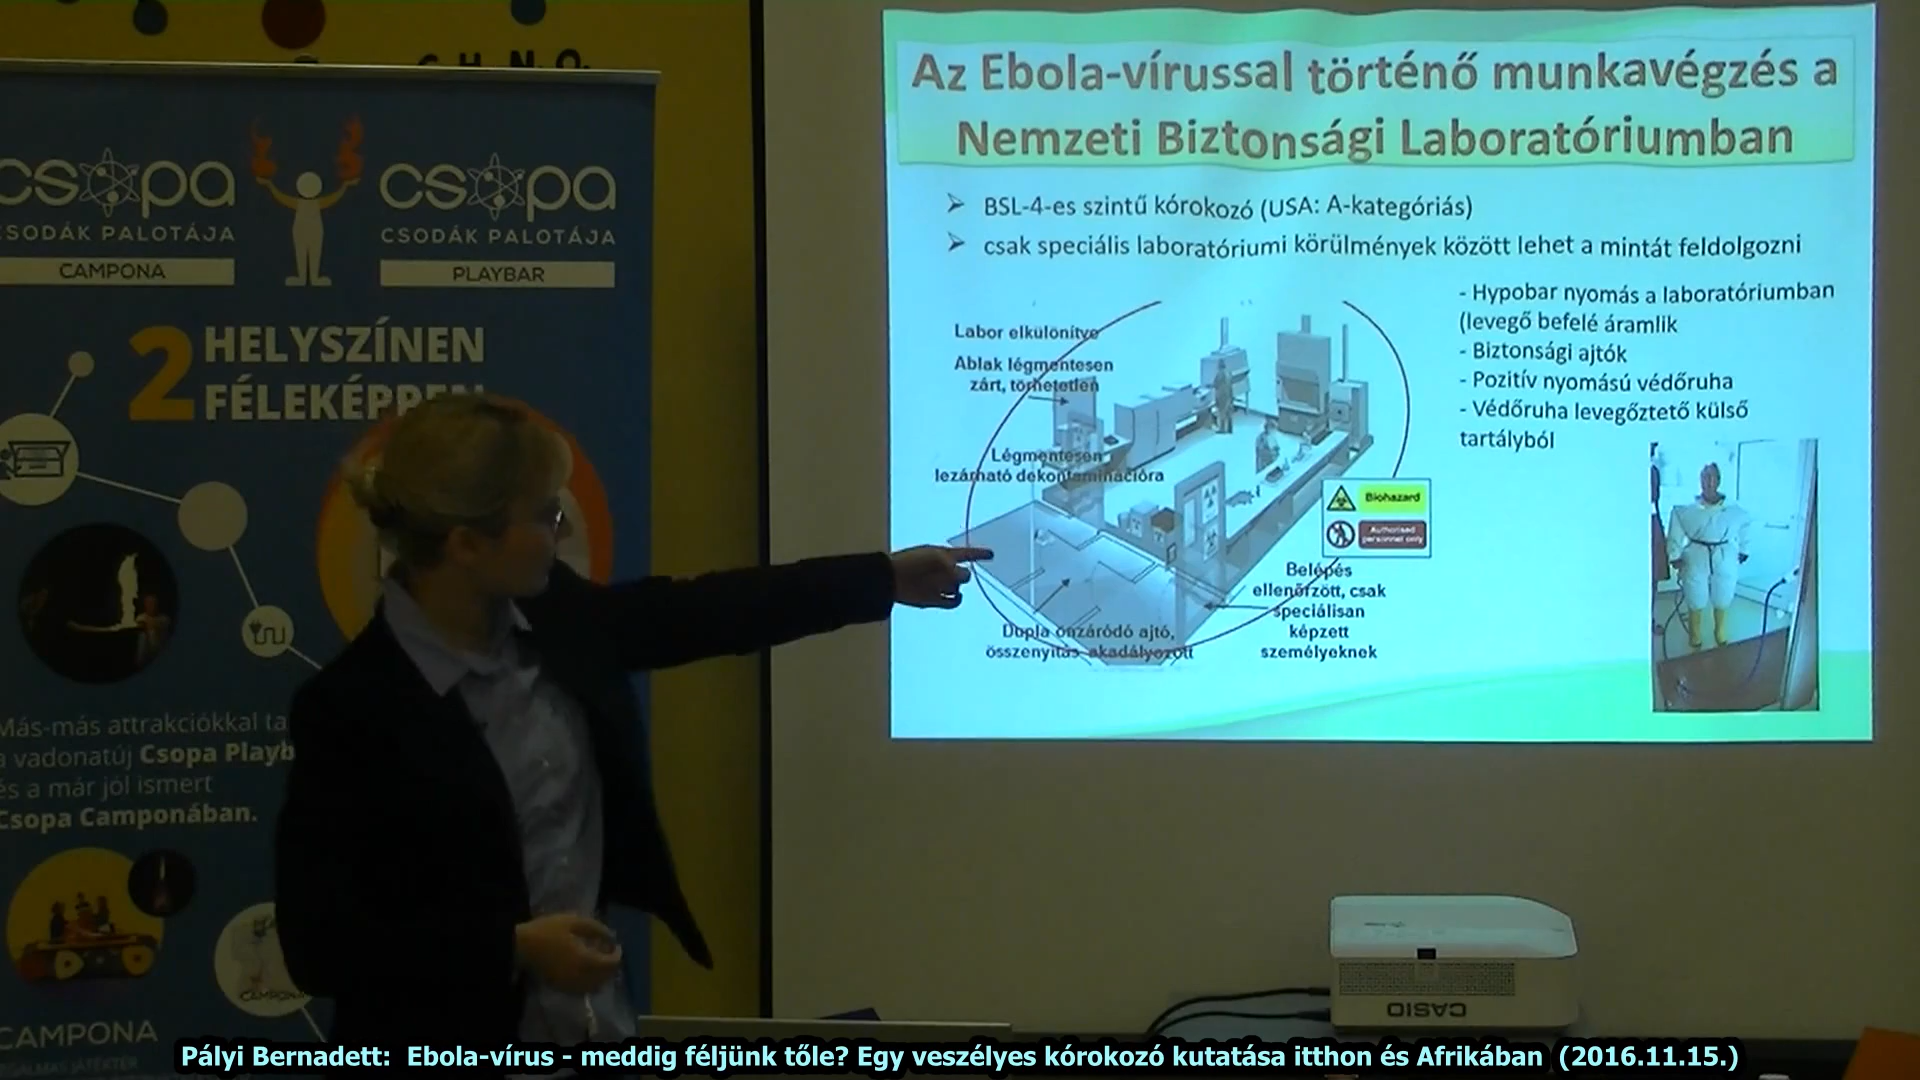 C.H. N.O.
csopa
CSODÁK PALOTÁJA
CAMPONA
csopa
CSODÁK PALOTÁJA
PLAYBAR
2 HELYSZÍNEN
FÉLEKÉPPEN
Más-más attrakciókkal
a vadonatúj Csopa Playb
és a már jól ismert
Csopa Camponában.
CAMPONA
CAMPONA
Az Ebola-vírussal történő munkavégzés a
Nemzeti Biztonsági Laboratóriumban
➢ BSL-4-es szintű kórokozó (USA: A-kategóriás)
➢ csak speciális laboratóriumi körülmények között lehet a mintát feldolgozni
- Hypobar nyomás a laboratóriumban
(levegő befelé áramlik
- Biztonsági ajtók
- Pozitív nyomású védőruha
- Védőruha levegőztető külső
tartályból
Labor elkülönítve
Ablak légmentesen
zárt, törhetetlen
Légmentesen
lezárható dekontaminációra
Biohazard
Authorised
personnel only
Belépés
ellenőrzött, csak
speciálisan
képzett
személyeknek
Dupla önzáródó ajtó,
összenyitás akadályozott
CASIO
Pályi Bernadett: Ebola-vírus - meddig féljünk tőle? Egy veszélyes kórokozó kutatása itthon és Afrikában (2016.11.15.)